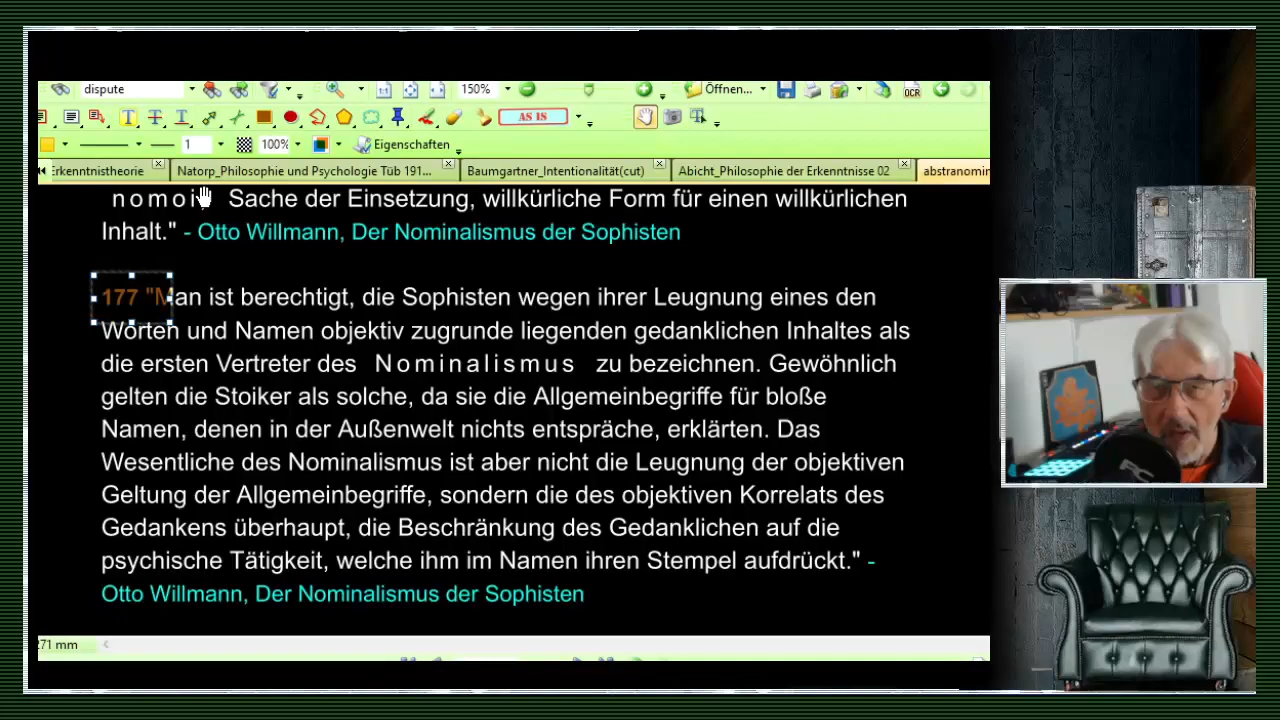 dispute
150%
Öffnen...
OCR
AS IS
1
100%
Eigenschaften
Erkenntnistheorie
Natorp_Philosophie und Psychologie Tüb 191...
Baumgartner_Intentionalität(cut)
Abicht_Philosophie der Erkenntnisse 02
abstranomin
Sache der Einsetzung, willkürliche Form für einen willkürlichen
Inhalt." - Otto Willmann, Der Nominalismus der Sophisten
177 "Man ist berechtigt, die Sophisten wegen ihrer Leugnung eines den
Worten und Namen objektiv zugrunde liegenden gedanklichen Inhaltes als
die ersten Vertreter des Nominalismus zu bezeichnen. Gewöhnlich
gelten die Stoiker als solche, da sie die Allgemeinbegriffe für bloße
Namen, denen in der Außenwelt nichts entspräche, erklärten. Das
Wesentliche des Nominalismus ist aber nicht die Leugnung der objektiven
Geltung der Allgemeinbegriffe, sondern die des objektiven Korrelats des
Gedankens überhaupt, die Beschränkung des Gedanklichen auf die
psychische Tätigkeit, welche ihm im Namen ihren Stempel aufdrückt." -
Otto Willmann, Der Nominalismus der Sophisten
271 mm